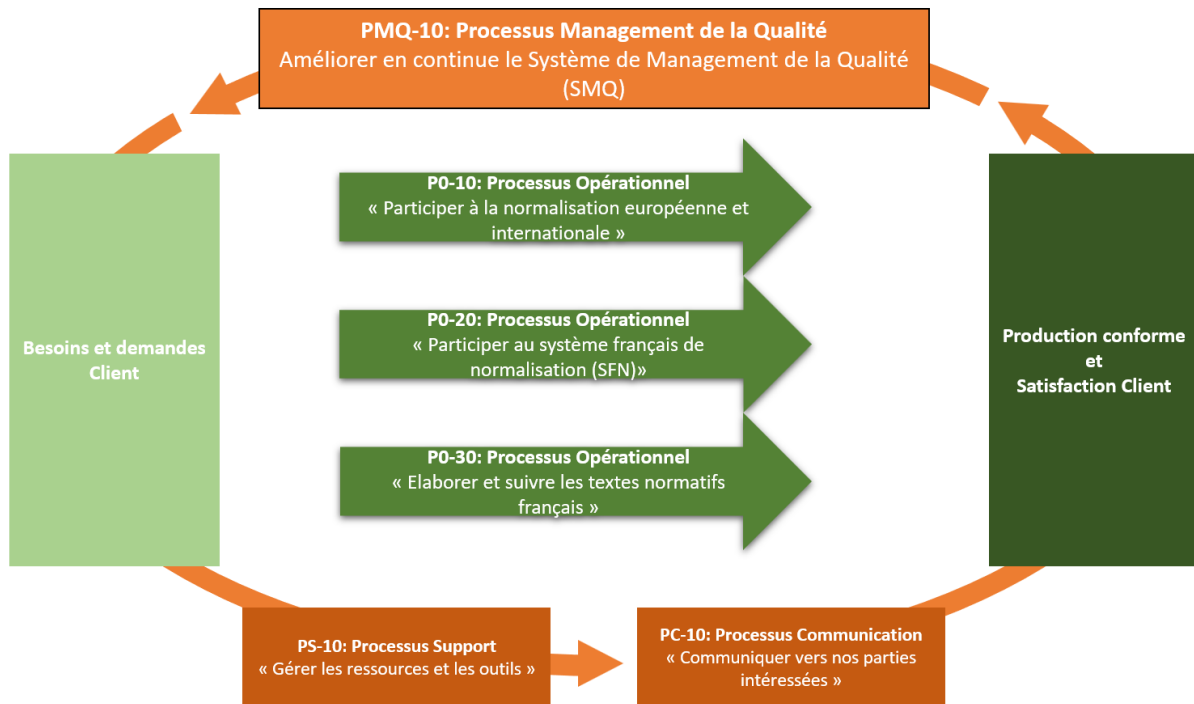 PMQ-10: Processus Management de la Qualité
Améliorer en continue le Système de Management de la Qualité
(SMQ)
P0-10: Processus Opérationnel
« Participer à la normalisation européenne et
internationale »
P0-20: Processus Opérationnel
« Participer au système français de
normalisation (SFN)»
P0-30: Processus Opérationnel
« Elaborer et suivre les textes normatifs
français »
Besoins et demandes
Client
Production conforme
et
Satisfaction Client
PS-10: Processus Support
« Gérer les ressources et les outils »
PC-10: Processus Communication
« Communiquer vers nos parties
intéressées »